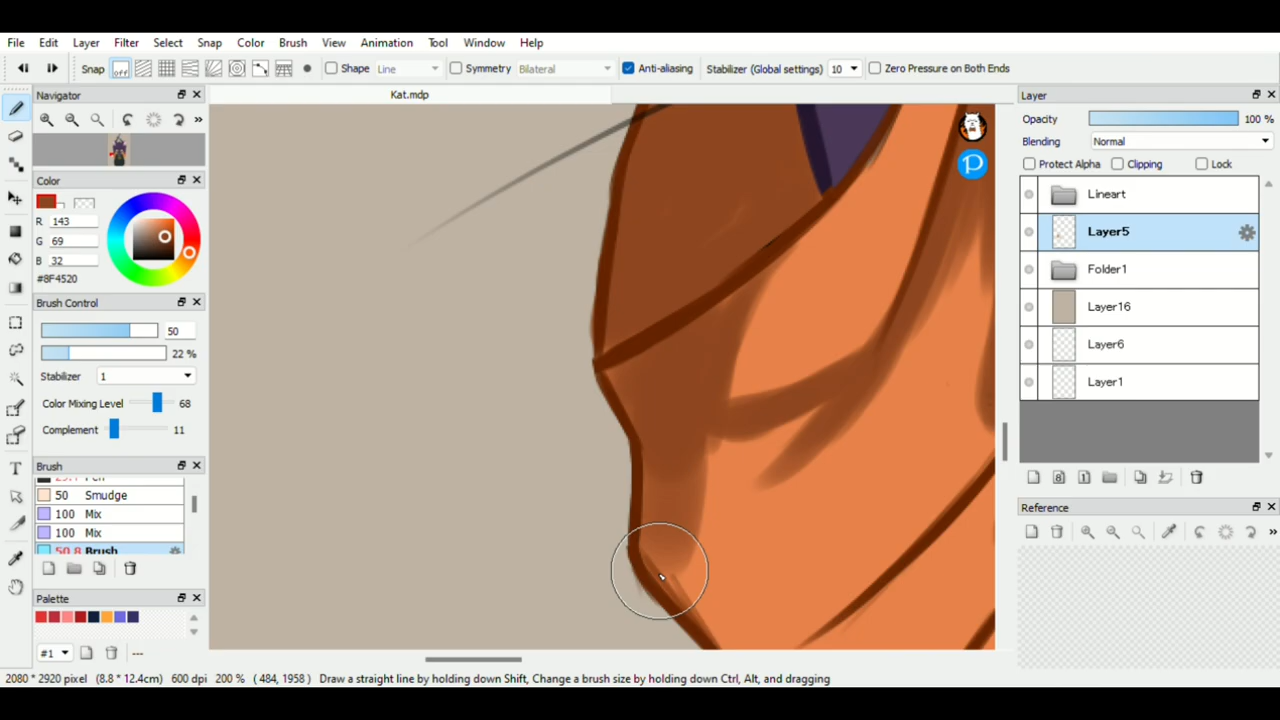 File Edit Layer Filter Select Snap Color Brush View Animation Tool Window Help
Snap off Shape Line Symmetry Bilateral Anti-aliasing Stabilizer (Global settings) 10 Zero Pressure on Both Ends
Navigator
Kat.mdp
Color
R 143
G 69
B 32
#8F4520
Brush Control
50
22 %
Stabilizer 1
Color Mixing Level 68
Complement 11
Brush
50 Smudge
100 Mix
100 Mix
50.8 Brush
Palette
#1 ---
Layer
Opacity 100 %
Blending Normal
Protect Alpha Clipping Lock
Lineart
Layer5
Folder1
Layer16
Layer6
Layer1
8 1
Reference
2080 * 2920 pixel (8.8 * 12.4cm) 600 dpi 200 % ( 484, 1958 ) Draw a straight line by holding down Shift, Change a brush size by holding down Ctrl, Alt, and dragging